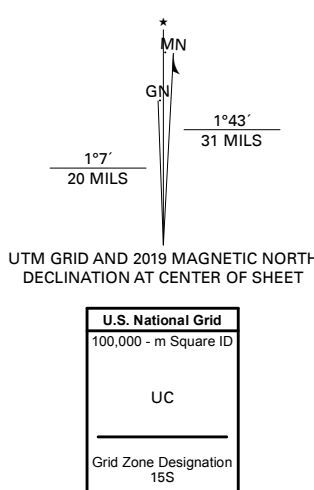 ★
MN
GN
1°43´
31 MILS
1°7´
20 MILS
UTM GRID AND 2019 MAGNETIC NORTH
DECLINATION AT CENTER OF SHEET
U.S. National Grid
100,000 - m Square ID
UC
Grid Zone Designation
15S